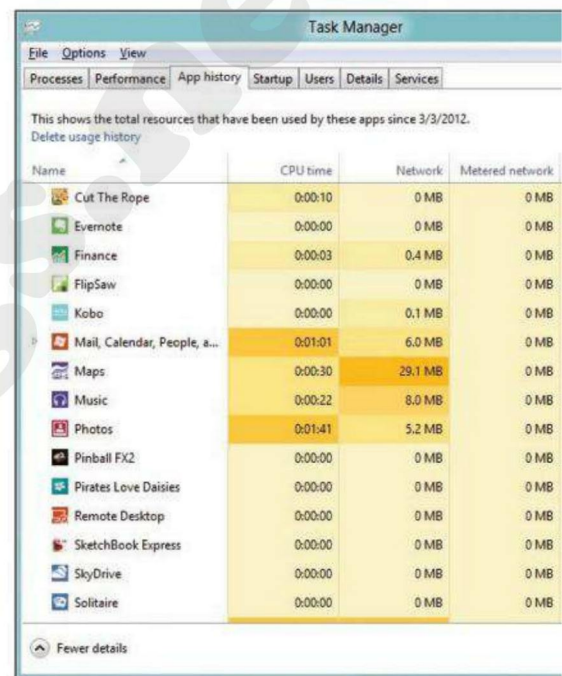 Task Manager
File Options View
Processes Performance App history Startup Users Details Services
This shows the total resources that have been used by these apps since 3/3/2012.
Delete usage history
Name CPU time Network Metered network
Cut The Rope 0:00:10 0 MB 0 MB
Evernote 0:00:00 0 MB 0 MB
Finance 0:00:03 0.4 MB 0 MB
FlipSaw 0:00:00 0 MB 0 MB
Kobo 0:00:00 0.1 MB 0 MB
Mail, Calendar, People, a... 0:01:01 6.0 MB 0 MB
Maps 0:00:30 29.1 MB 0 MB
Music 0:00:22 8.0 MB 0 MB
Photos 0:01:41 5.2 MB 0 MB
Pinball FX2 0:00:00 0 MB 0 MB
Pirates Love Daisies 0:00:00 0 MB 0 MB
Remote Desktop 0:00:00 0 MB 0 MB
SketchBook Express 0:00:00 0 MB 0 MB
SkyDrive 0:00:00 0 MB 0 MB
Solitaire 0:00:00 0 MB 0 MB
Fewer details